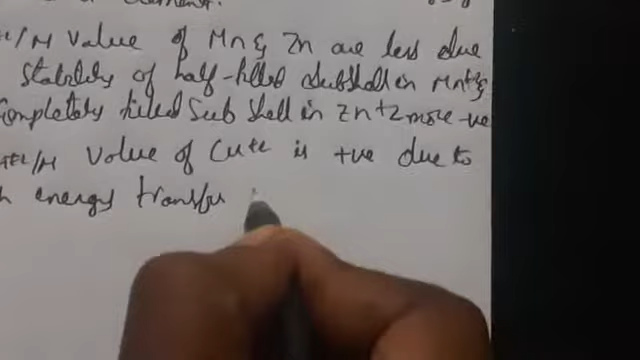 /M value of Mn & Zn are less due
stability of half-filled subshell in Mn+2 &
completely filled sub shell in Zn+2 more -ve
/M value of Cu+2 is +ve due to
energy transfer